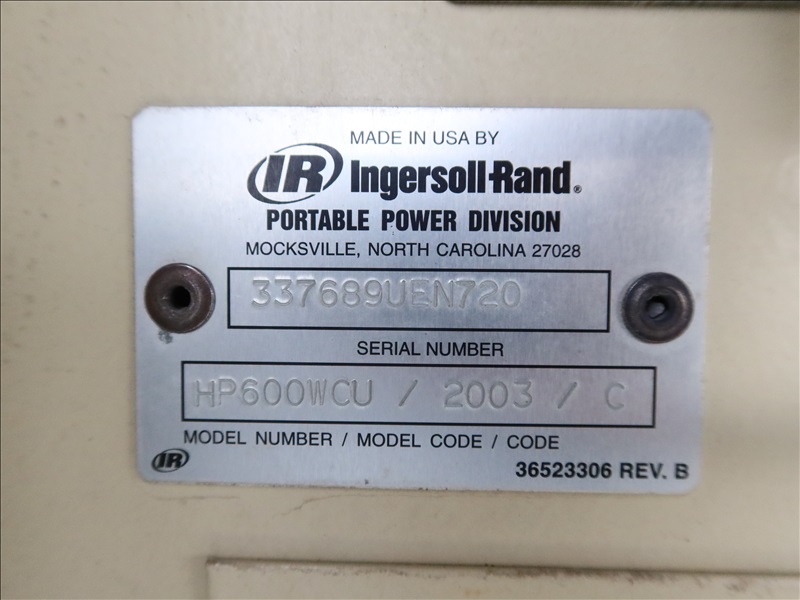 MADE IN USA BY
IR Ingersoll-Rand®
PORTABLE POWER DIVISION
MOCKSVILLE, NORTH CAROLINA 27028
337689UEN720
SERIAL NUMBER
HP600WCU / 2003 / C
MODEL NUMBER / MODEL CODE / CODE
IR
36523306 REV. B